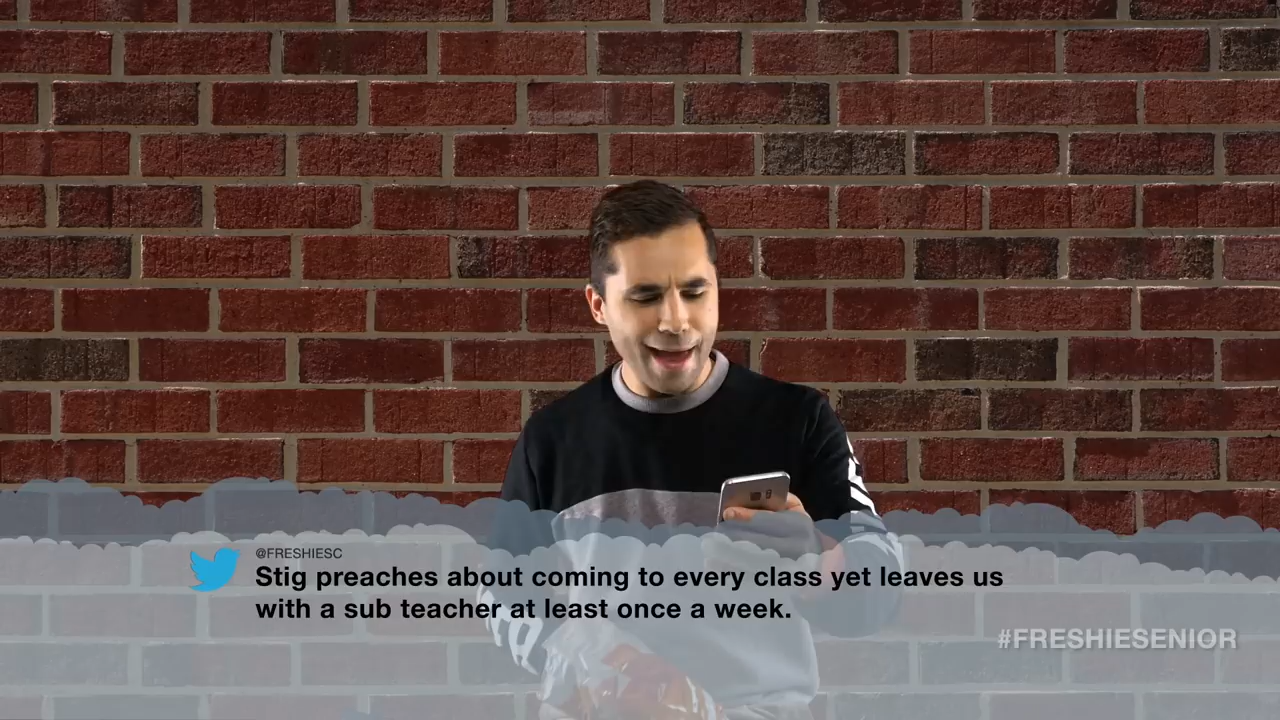 @FRESHIESC
Stig preaches about coming to every class yet leaves us
with a sub teacher at least once a week.
#FRESHIESENIOR